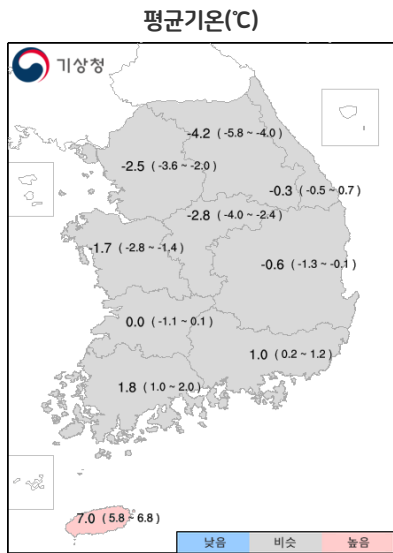 평균기온(℃)
기상청
-4.2 ( -5.8 ~ -4.0 )
-2.5 ( -3.6 ~ -2.0 )
-0.3 ( -0.5 ~ 0.7 )
-2.8 ( -4.0 ~ -2.4 )
-1.7 ( -2.8 ~ -1.4 )
-0.6 ( -1.3 ~ -0.1 )
0.0 ( -1.1 ~ 0.1 )
1.0 ( 0.2 ~ 1.2 )
1.8 ( 1.0 ~ 2.0 )
7.0 ( 5.8 ~ 6.8 )
낮음 비슷 높음